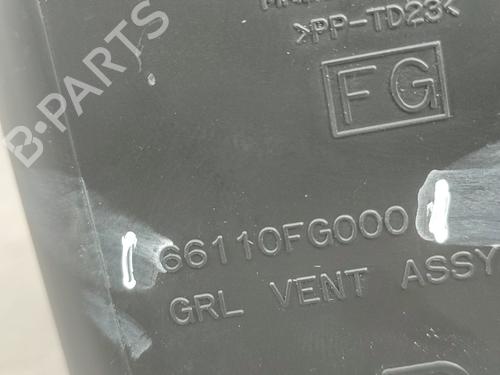 >PP-TD23<
FG
66110FG000
GRL VENT ASSY
B-PARTS